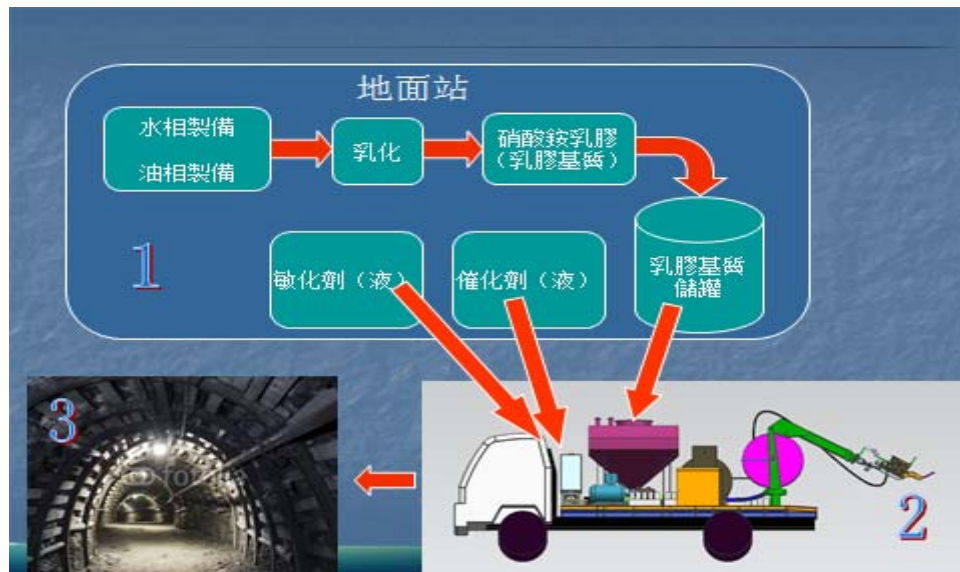 地面站
水相製備
油相製備
乳化
硝酸銨乳膠
（乳膠基質）
1
敏化劑（液）
催化劑（液）
乳膠基質
儲罐
3
2